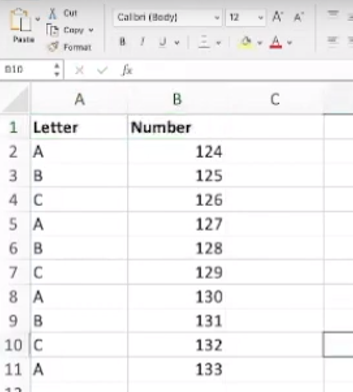 Cut
Calibri (Body) 12 A A
Copy
Paste Format B I U A
D10 fx
A B C
1 Letter Number
2 A 124
3 B 125
4 C 126
5 A 127
6 B 128
7 C 129
8 A 130
9 B 131
10 C 132
11 A 133